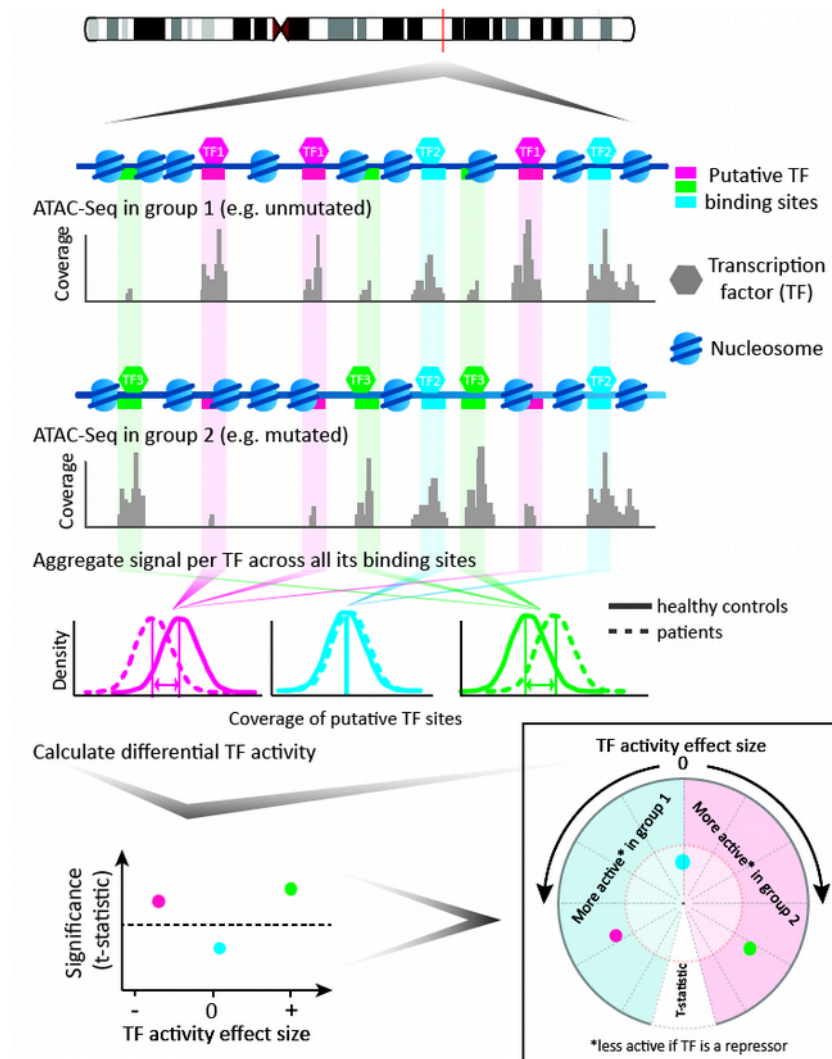 TF1
TF1
TF2
TF1
TF2
Putative TF
binding sites
ATAC-Seq in group 1 (e.g. unmutated)
Coverage
Transcription
factor (TF)
Nucleosome
TF3
TF3
TF2
TF3
TF2
ATAC-Seq in group 2 (e.g. mutated)
Coverage
Aggregate signal per TF across all its binding sites
healthy controls
patients
Density
Coverage of putative TF sites
Calculate differential TF activity
Significance
(t-statistic)
- 0 +
TF activity effect size
TF activity effect size
0
More active* in group 1
More active* in group 2
T-statistic
*less active if TF is a repressor